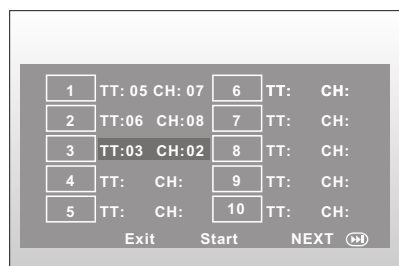 1 TT: 05 CH: 07 6 TT: CH:
2 TT:06 CH:08 7 TT: CH:
3 TT:03 CH:02 8 TT: CH:
4 TT: CH: 9 TT: CH:
5 TT: CH: 10 TT: CH:
Exit Start NEXT